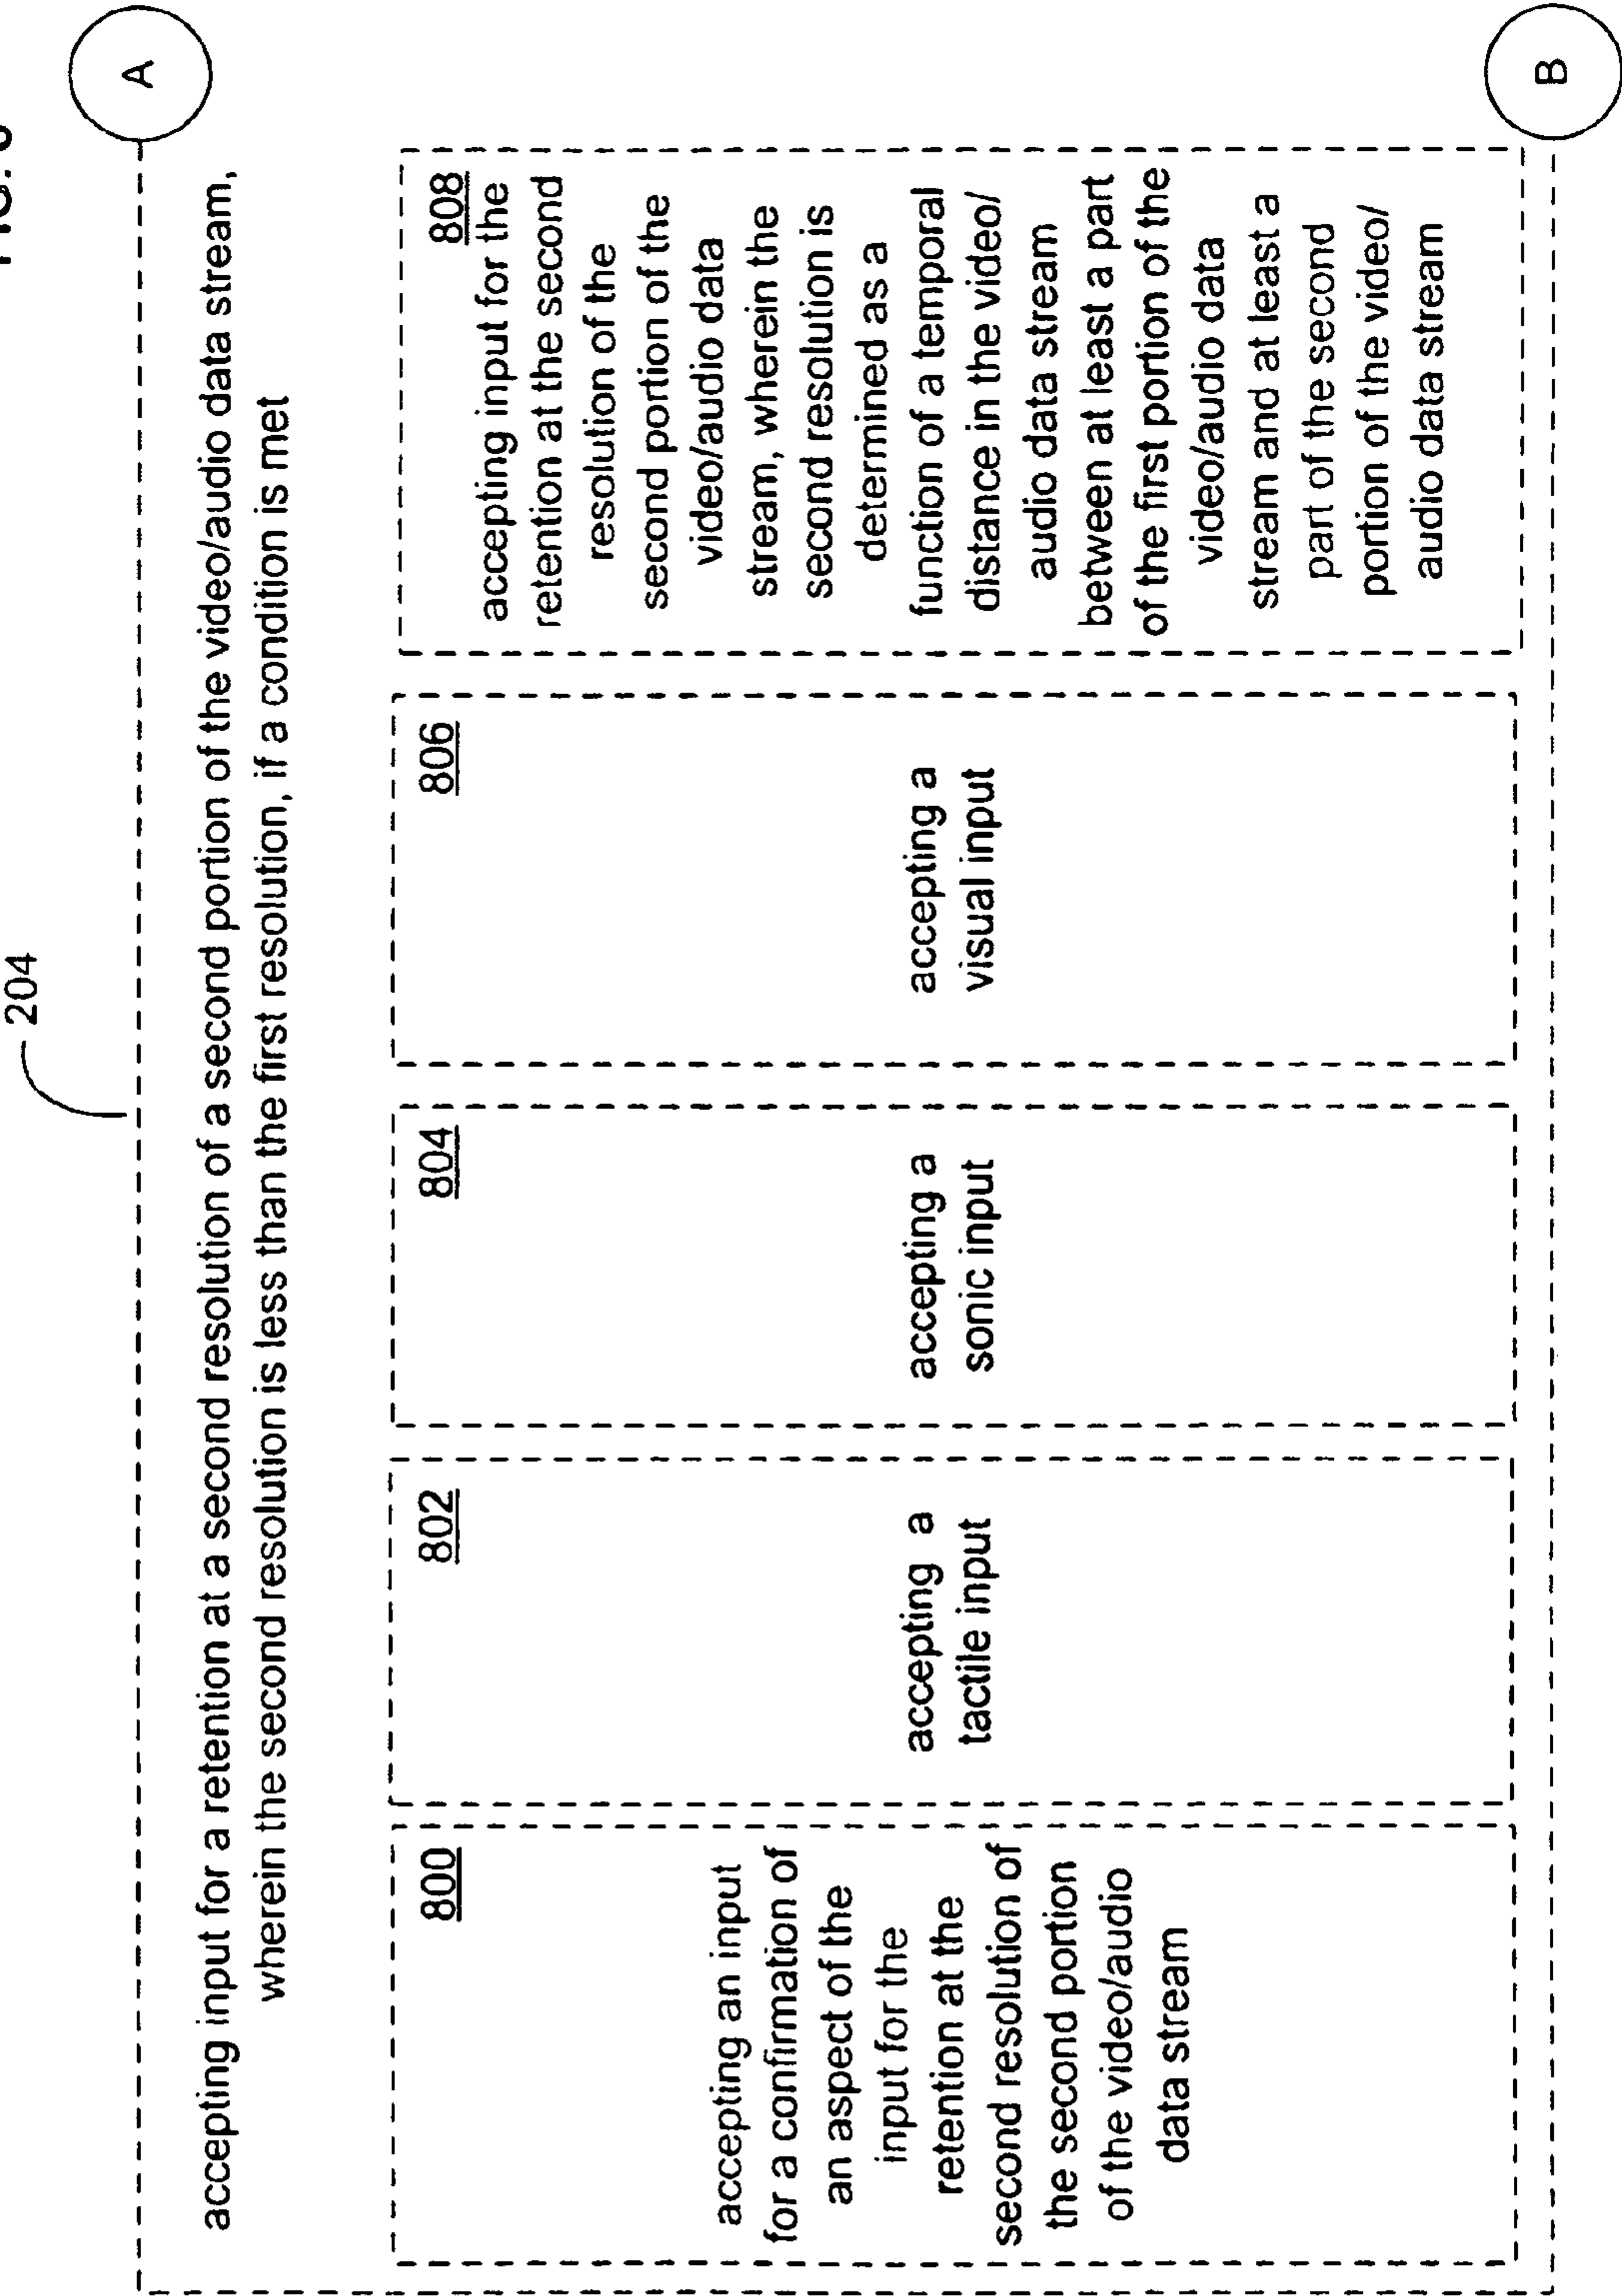 204
A
accepting input for a retention at a second resolution of a second portion of the video/audio data stream,
wherein the second resolution is less than the first resolution, if a condition is met
800
accepting an input
for a confirmation of
an aspect of the
input for the
retention at the
second resolution of
the second portion
of the video/audio
data stream
802
accepting a
tactile input
804
accepting a
sonic input
806
accepting a
visual input
808
accepting input for the
retention at the second
resolution of the
second portion of the
video/audio data
stream, wherein the
second resolution is
determined as a
function of a temporal
distance in the video/
audio data stream
between at least a part
of the first portion of the
video/audio data
stream and at least a
part of the second
portion of the video/
audio data stream
B